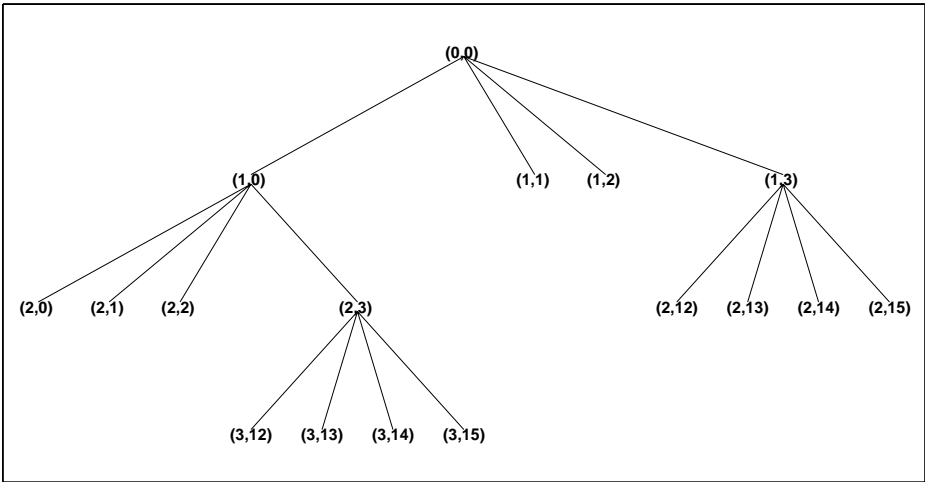 (0,0)
(1,0) (1,1) (1,2) (1,3)
(2,0) (2,1) (2,2) (2,3) (2,12) (2,13) (2,14) (2,15)
(3,12) (3,13) (3,14) (3,15)